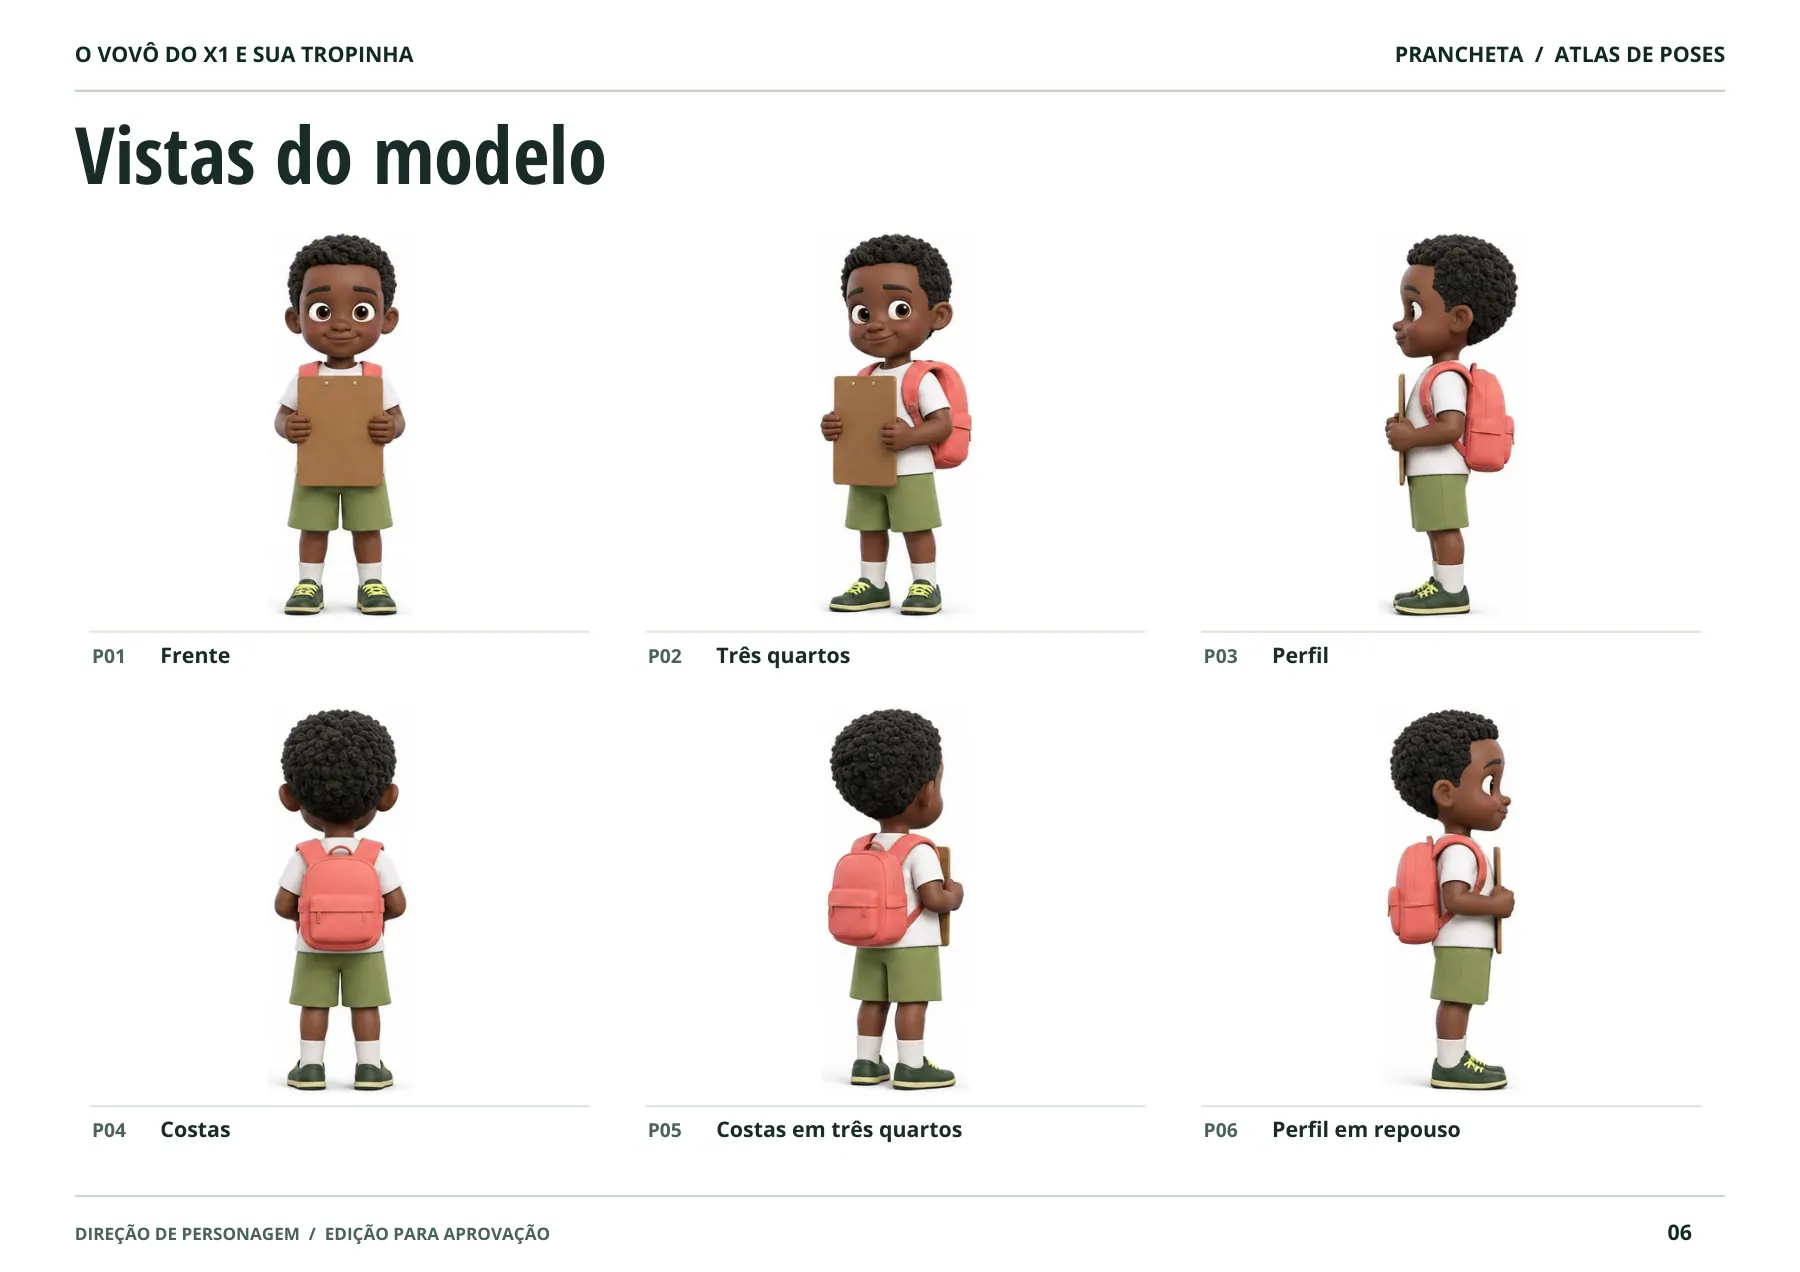 O VOVÔ DO X1 E SUA TROPINHA
PRANCHETA / ATLAS DE POSES
Vistas do modelo
P01 Frente
P02 Três quartos
P03 Perfil
P04 Costas
P05 Costas em três quartos
P06 Perfil em repouso
DIREÇÃO DE PERSONAGEM / EDIÇÃO PARA APROVAÇÃO
06